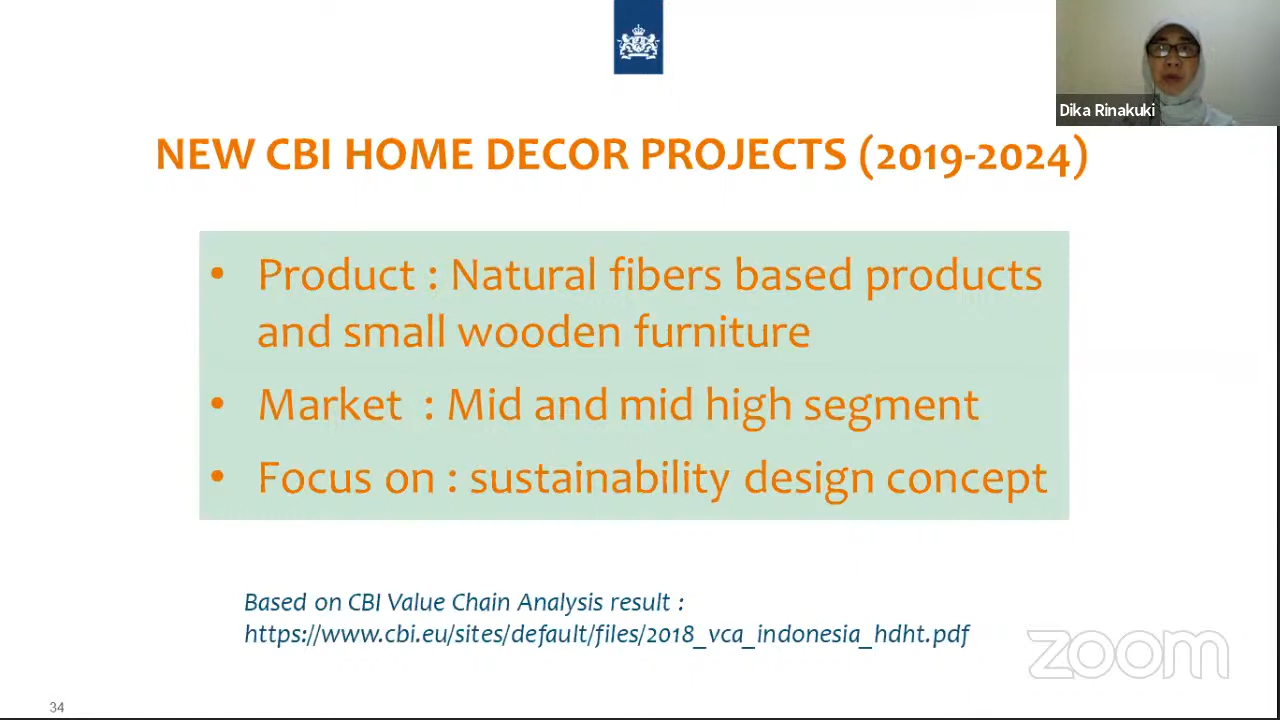 Dika Rinakuki
NEW CBI HOME DECOR PROJECTS (2019-2024)
• Product : Natural fibers based products
and small wooden furniture
• Market : Mid and mid high segment
• Focus on : sustainability design concept
Based on CBI Value Chain Analysis result :
https://www.cbi.eu/sites/default/files/2018_vca_indonesia_hdht.pdf
zoom
34